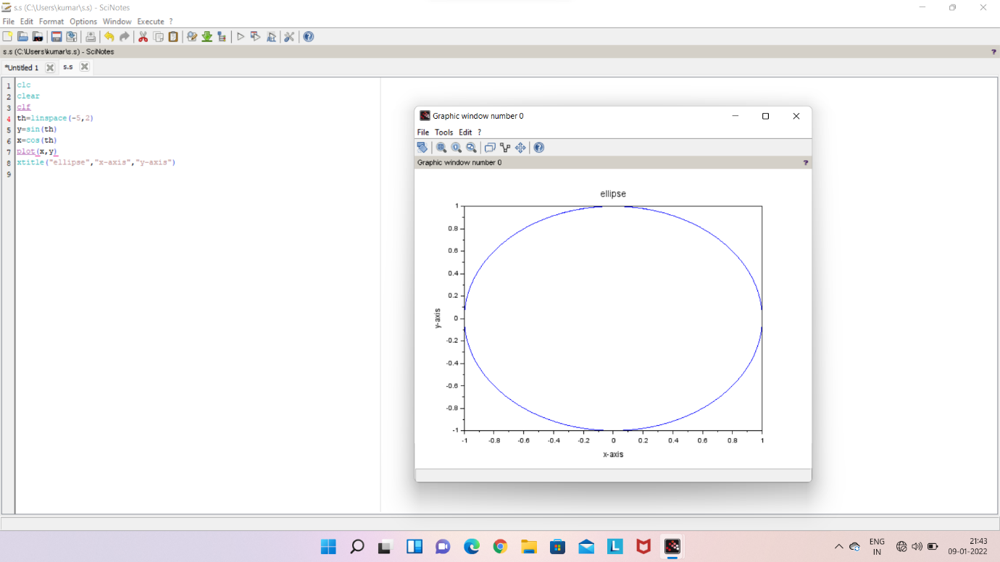 s.s (C:\Users\kumar\s.s) - SciNotes
File Edit Format Options Window Execute ?
s.s (C:\Users\kumar\s.s) - SciNotes ?
*Untitled 1 s.s
1 clc
2 clear
3 clf
4 th=linspace(-5,2)
5 y=sin(th)
6 x=cos(th)
7 plot(x,y)
8 xtitle("ellipse","x-axis","y-axis")
9
Graphic window number 0
File Tools Edit ?
Graphic window number 0 ?
ellipse
1
0.8
0.6
0.4
0.2
0
-0.2
-0.4
-0.6
-0.8
-1
y-axis
-1 -0.8 -0.6 -0.4 -0.2 0 0.2 0.4 0.6 0.8 1
x-axis
L
ENG
IN
21:43
09-01-2022